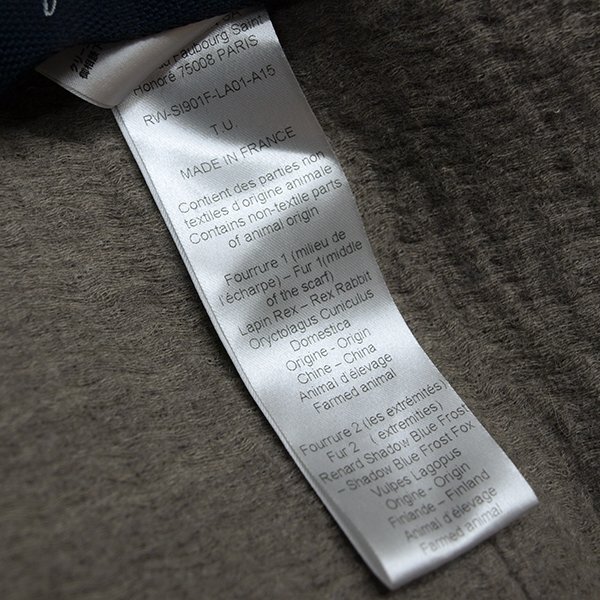 Faubourg Saint
Honoré 75008 PARIS
RW-SI901F-LA01-A15
T.U.
MADE IN FRANCE
Contient des parties non
textiles d'origine animale
Contains non-textile parts
of animal origin
Fourrure 1 (milieu de
l'écharpe) – Fur 1(middle
of the scarf)
Lapin Rex – Rex Rabbit
Oryctolagus Cuniculus
Domestica
Origine - Origin
Chine – China
Animal d'élevage
Farmed animal
Fourrure 2 (les extrémités)
Fur 2 ( extremities)
Renard Shadow Blue Frost
– Shadow Blue Frost Fox
Vulpes Lagopus
Origine - Origin
Finlande – Finland
Animal d'élevage
Farmed animal